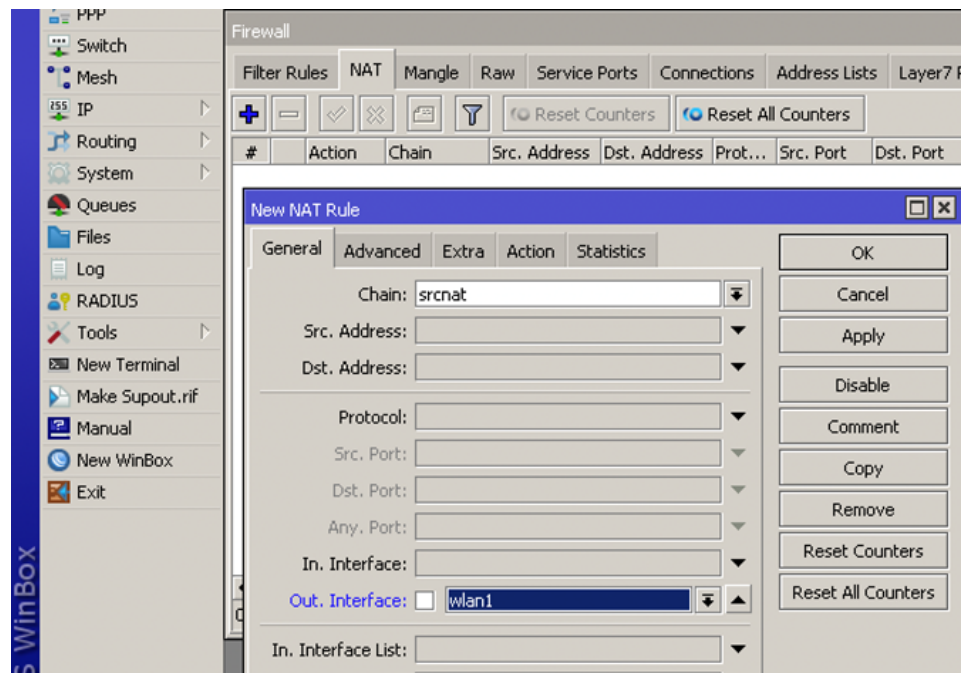 PPP
Switch
Mesh
IP
Routing
System
Queues
Files
Log
RADIUS
Tools
New Terminal
Make Supout.rif
Manual
New WinBox
Exit
S WinBox
Firewall
Filter Rules NAT Mangle Raw Service Ports Connections Address Lists Layer7
Reset Counters Reset All Counters
# Action Chain Src. Address Dst. Address Prot... Src. Port Dst. Port
New NAT Rule
General Advanced Extra Action Statistics
Chain: srcnat
Src. Address:
Dst. Address:
Protocol:
Src. Port:
Dst. Port:
Any. Port:
In. Interface:
Out. Interface: wlan1
In. Interface List:
OK
Cancel
Apply
Disable
Comment
Copy
Remove
Reset Counters
Reset All Counters